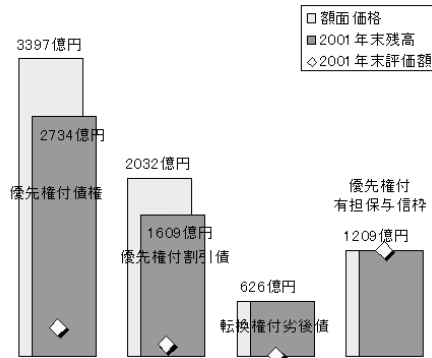 □ 額面価格
■ 2001年末残高
◇ 2001年末評価額
3397億円
2734億円
優先権付債権
2032億円
1609億円
優先権付割引債
626億円
転換権付劣後債
優先権付
有担保与信枠
1209億円